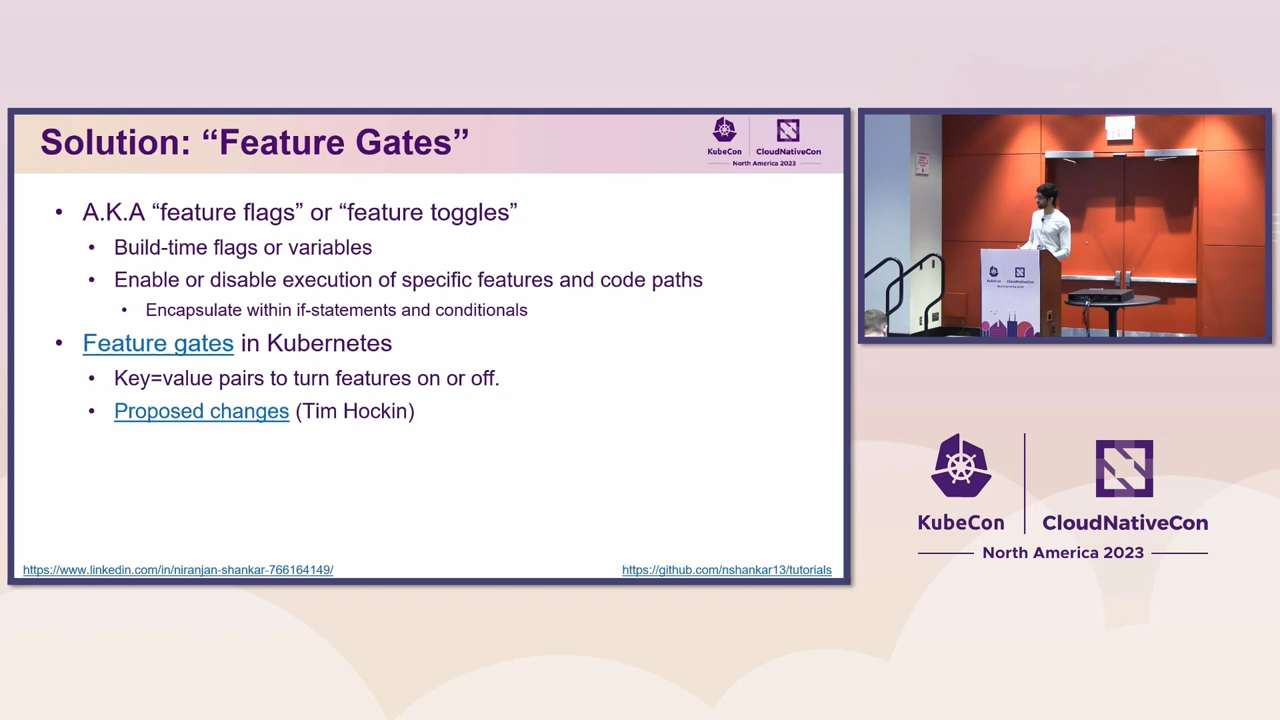 Solution: “Feature Gates”
KubeCon
CloudNativeCon
North America 2023
• A.K.A “feature flags” or “feature toggles”
• Build-time flags or variables
• Enable or disable execution of specific features and code paths
• Encapsulate within if-statements and conditionals
• Feature gates in Kubernetes
• Key=value pairs to turn features on or off.
• Proposed changes (Tim Hockin)
https://www.linkedin.com/in/niranjan-shankar-766164149/
https://github.com/nshankar13/tutorials
EXIT
KubeCon
CloudNativeCon
North America 2023